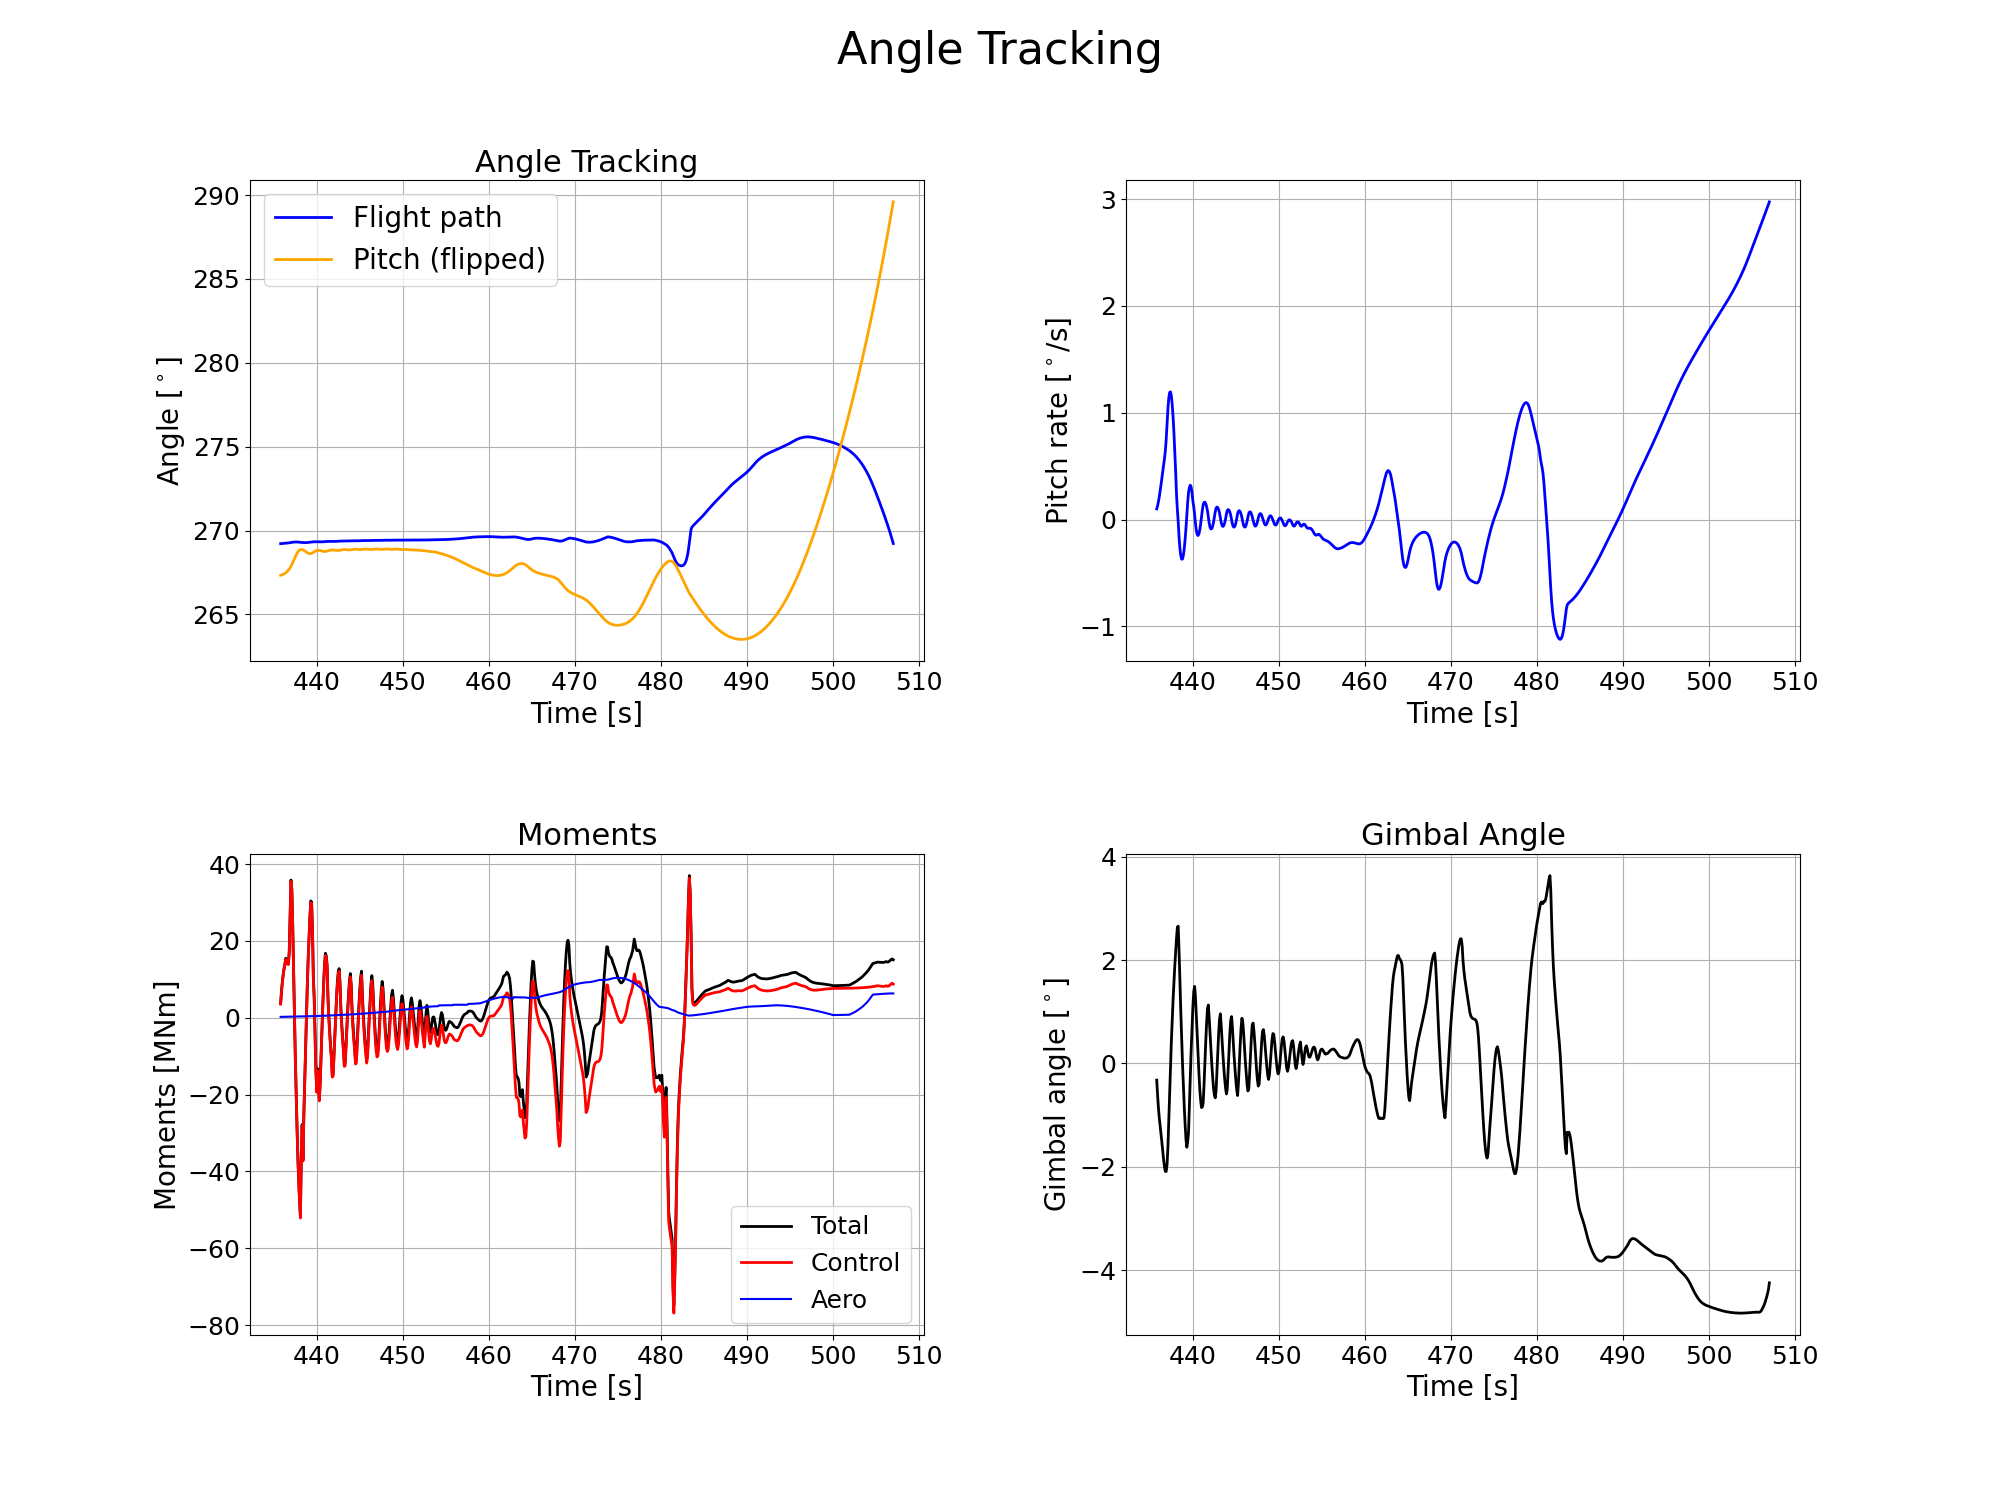 Angle Tracking
Angle Tracking
290
285
280
275
270
265
Angle [°]
Flight path
Pitch (flipped)
440 450 460 470 480 490 500 510
Time [s]
3
2
1
0
−1
Pitch rate [°/s]
440 450 460 470 480 490 500 510
Time [s]
Moments
40
20
0
−20
−40
−60
−80
Moments [MNm]
Total
Control
Aero
440 450 460 470 480 490 500 510
Time [s]
Gimbal Angle
4
2
0
−2
−4
Gimbal angle [°]
440 450 460 470 480 490 500 510
Time [s]